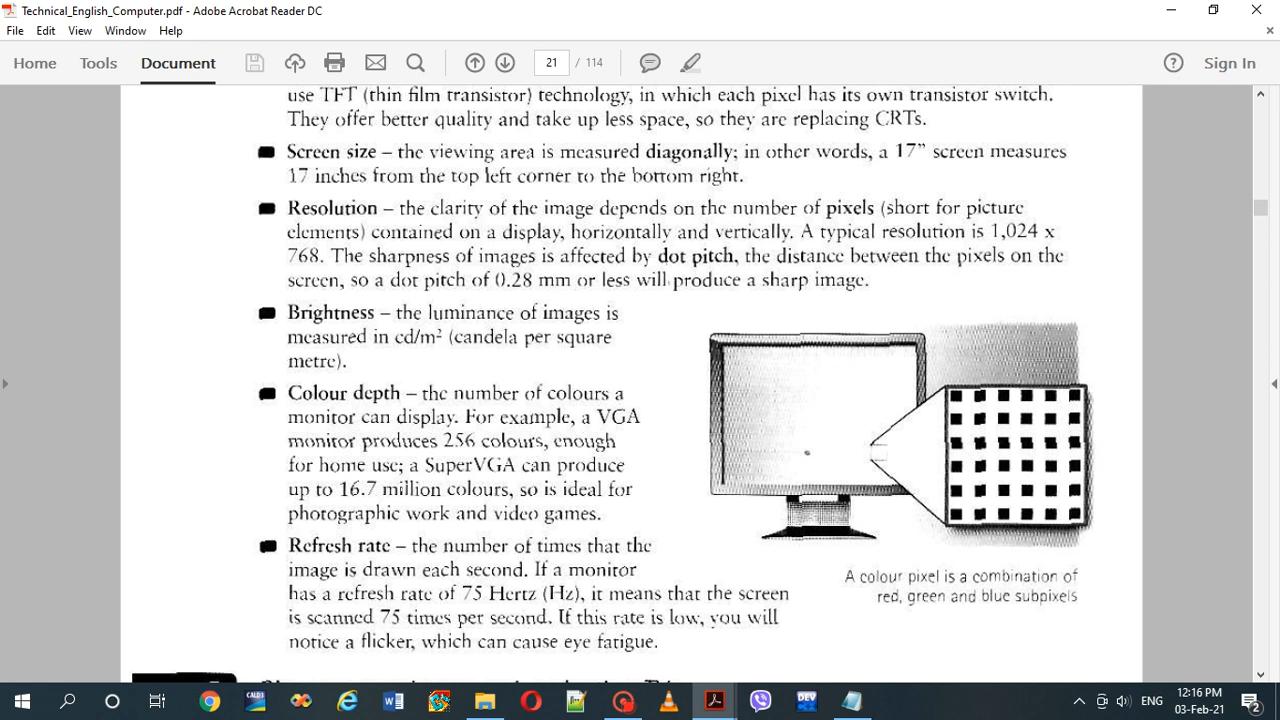 Technical_English_Computer.pdf - Adobe Acrobat Reader DC
File Edit View Window Help
Home Tools Document 21 / 114 Sign In
use TFT (thin film transistor) technology, in which each pixel has its own transistor switch.
They offer better quality and take up less space, so they are replacing CRTs.
Screen size – the viewing area is measured diagonally; in other words, a 17” screen measures
17 inches from the top left corner to the bottom right.
Resolution – the clarity of the image depends on the number of pixels (short for picture
elements) contained on a display, horizontally and vertically. A typical resolution is 1,024 x
768. The sharpness of images is affected by dot pitch, the distance between the pixels on the
screen, so a dot pitch of 0.28 mm or less will produce a sharp image.
Brightness – the luminance of images is
measured in cd/m² (candela per square
metre).
Colour depth – the number of colours a
monitor can display. For example, a VGA
monitor produces 256 colours, enough
for home use; a SuperVGA can produce
up to 16.7 million colours, so is ideal for
photographic work and video games.
Refresh rate – the number of times that the
image is drawn each second. If a monitor
has a refresh rate of 75 Hertz (Hz), it means that the screen
is scanned 75 times per second. If this rate is low, you will
notice a flicker, which can cause eye fatigue.
A colour pixel is a combination of
red, green and blue subpixels
CALD3
DEV
ENG
12:16 PM
03-Feb-21
2